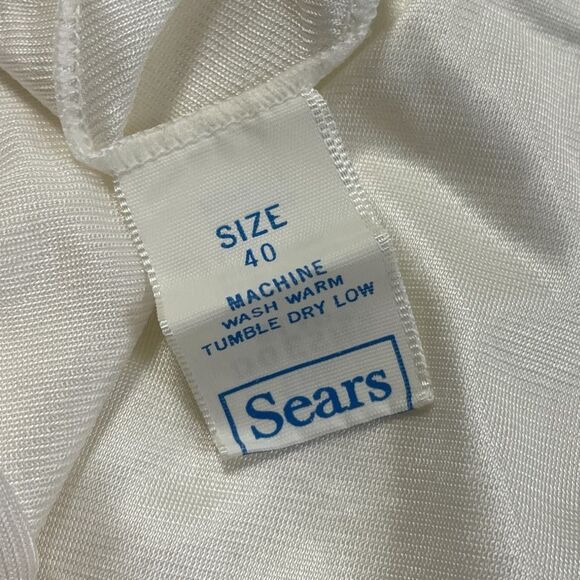 SIZE
40
MACHINE
WASH WARM
TUMBLE DRY LOW
Sears